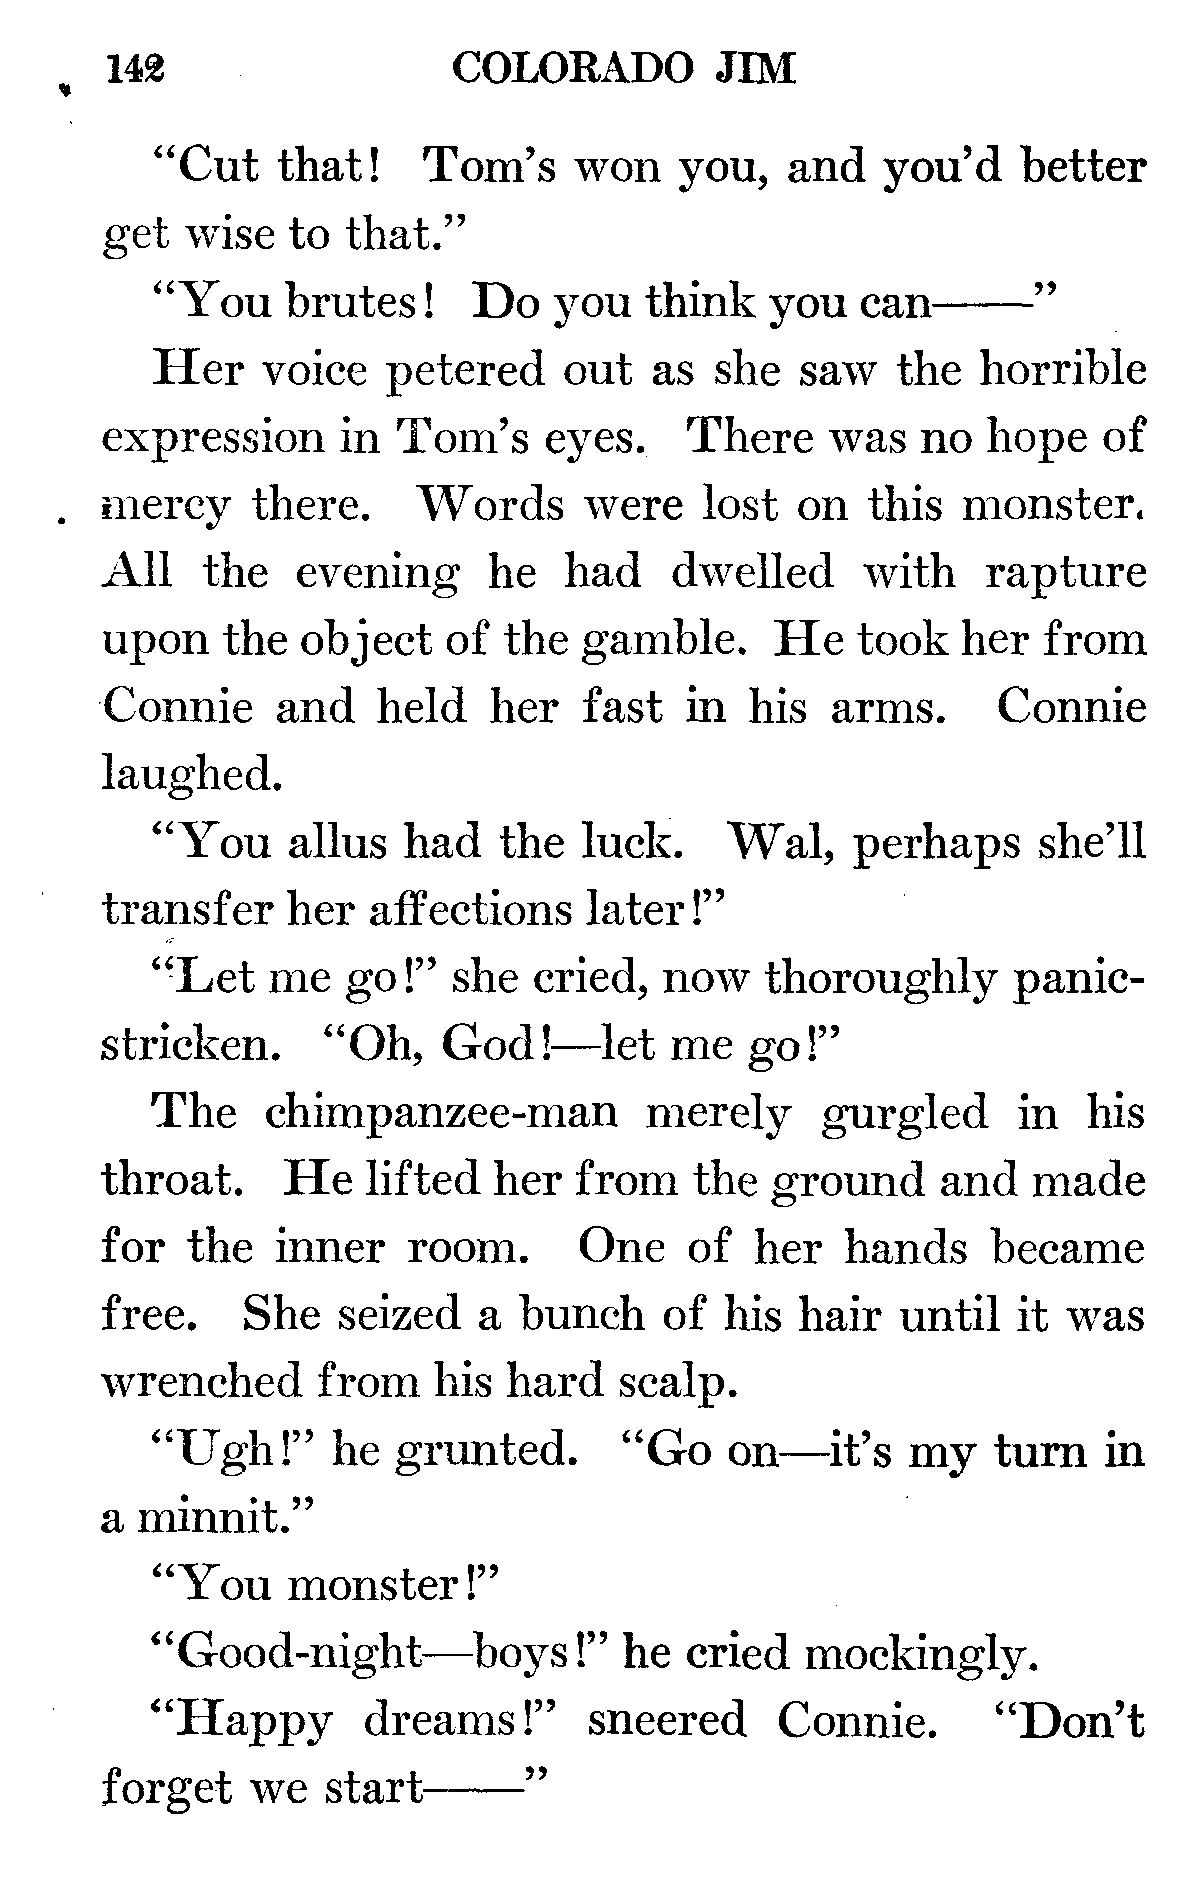 142 COLORADO JIM
“Cut that! Tom’s won you, and you’d better
get wise to that.”
“You brutes! Do you think you can——”
Her voice petered out as she saw the horrible
expression in Tom’s eyes. There was no hope of
mercy there. Words were lost on this monster.
All the evening he had dwelled with rapture
upon the object of the gamble. He took her from
Connie and held her fast in his arms. Connie
laughed.
“You allus had the luck. Wal, perhaps she’ll
transfer her affections later!”
“Let me go!” she cried, now thoroughly panic-
stricken. “Oh, God!—let me go!”
The chimpanzee-man merely gurgled in his
throat. He lifted her from the ground and made
for the inner room. One of her hands became
free. She seized a bunch of his hair until it was
wrenched from his hard scalp.
“Ugh!” he grunted. “Go on—it’s my turn in
a minnit.”
“You monster!”
“Good-night—boys!” he cried mockingly.
“Happy dreams!” sneered Connie. “Don’t
forget we start——”